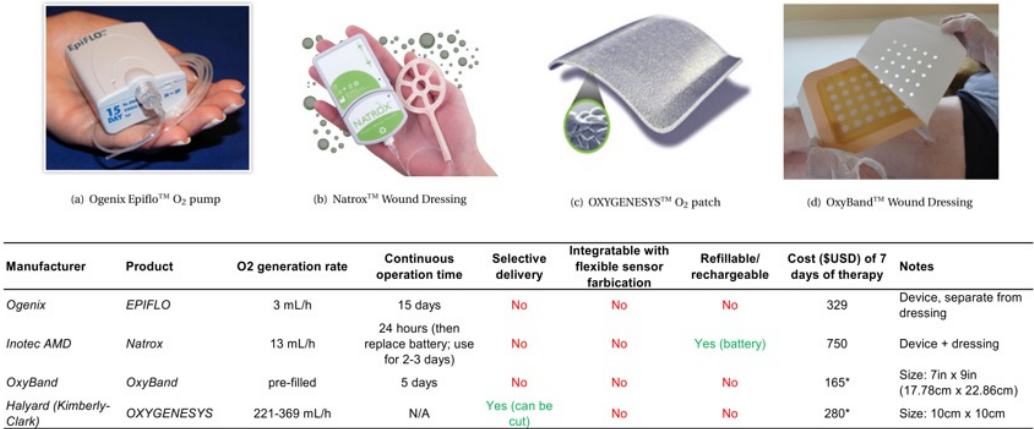 EpiFLO
15
DAY
NATROX
(a) Ogenix Epiflo™ O₂ pump
(b) Natrox™ Wound Dressing
(c) OXYGENESYS™ O₂ patch
(d) OxyBand™ Wound Dressing
Manufacturer Product O2 generation rate Continuous operation time Selective delivery Integratable with flexible sensor farbication Refillable/ rechargeable Cost ($USD) of 7 days of therapy Notes
Ogenix EPIFLO 3 mL/h 15 days No No No 329 Device, separate from dressing
Inotec AMD Natrox 13 mL/h 24 hours (then replace battery; use for 2-3 days) No No Yes (battery) 750 Device + dressing
OxyBand OxyBand pre-filled 5 days No No No 165* Size: 7in x 9in (17.78cm x 22.86cm)
Halyard (Kimberly-Clark) OXYGENESYS 221-369 mL/h N/A Yes (can be cut) No No 280* Size: 10cm x 10cm